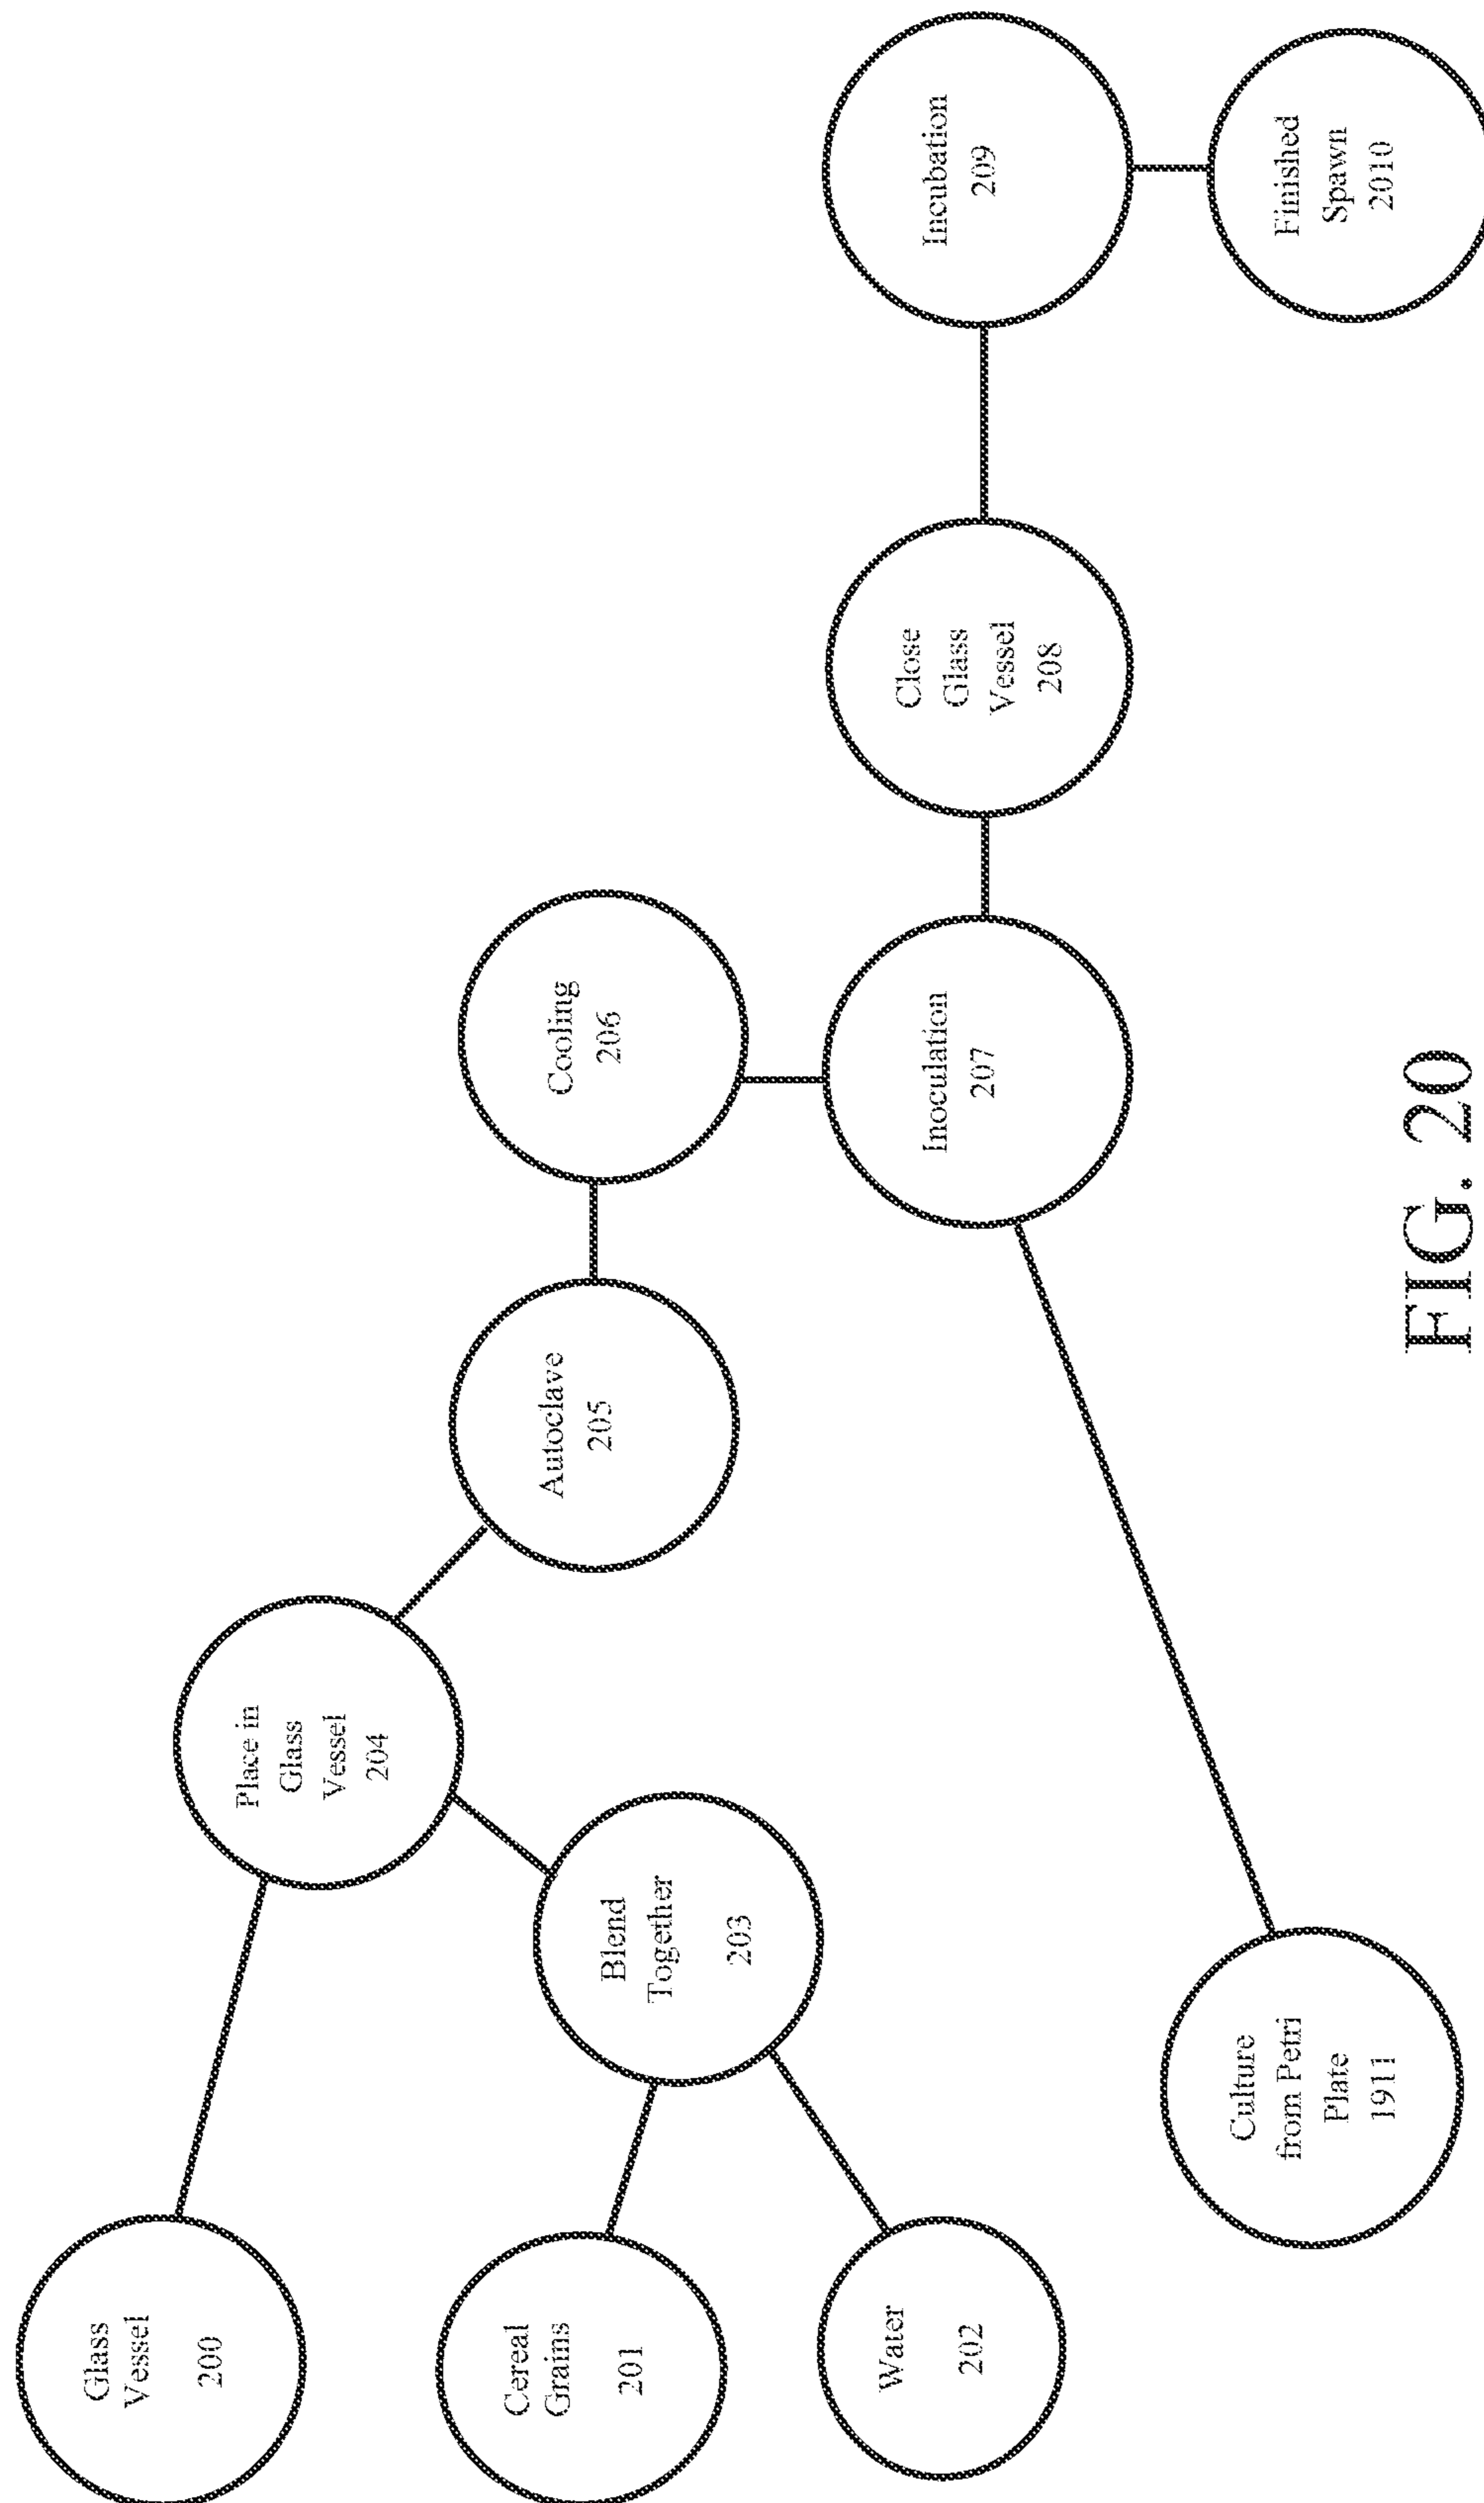 Glass
Vessel
200
Cereal
Grains
201
Water
202
Culture
from Petri
Plate
1911
Blend
Together
203
Place in
Glass
Vessel
204
Autoclave
205
Cooling
206
Inoculation
207
Close
Glass
Vessel
208
Incubation
209
Finished
Spawn
2010
FIG. 20